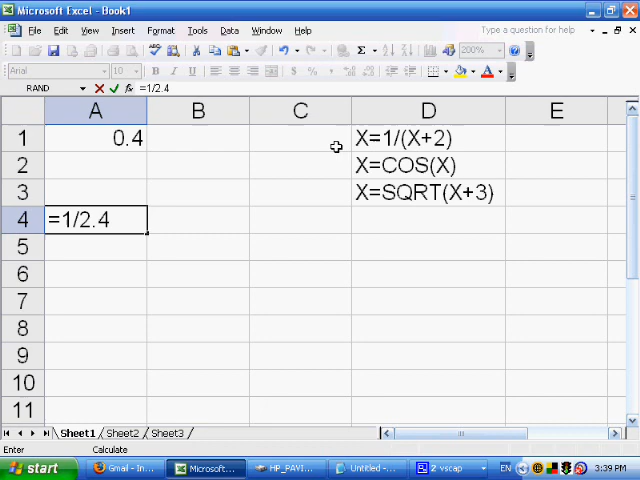 Microsoft Excel - Book1
File Edit View Insert Format Tools Data Window Help
Type a question for help
200%
Arial 10 B I U $ % A
RAND =1/2.4
A B C D E
1 0.4 X=1/(X+2)
2 X=COS(X)
3 X=SQRT(X+3)
4 =1/2.4
5
6
7
8
9
10
11
Sheet1 Sheet2 Sheet3
Enter Calculate
start Gmail - In... Microsoft... HP_PAVI... Untitled -... 2 vscap EN 3:39 PM